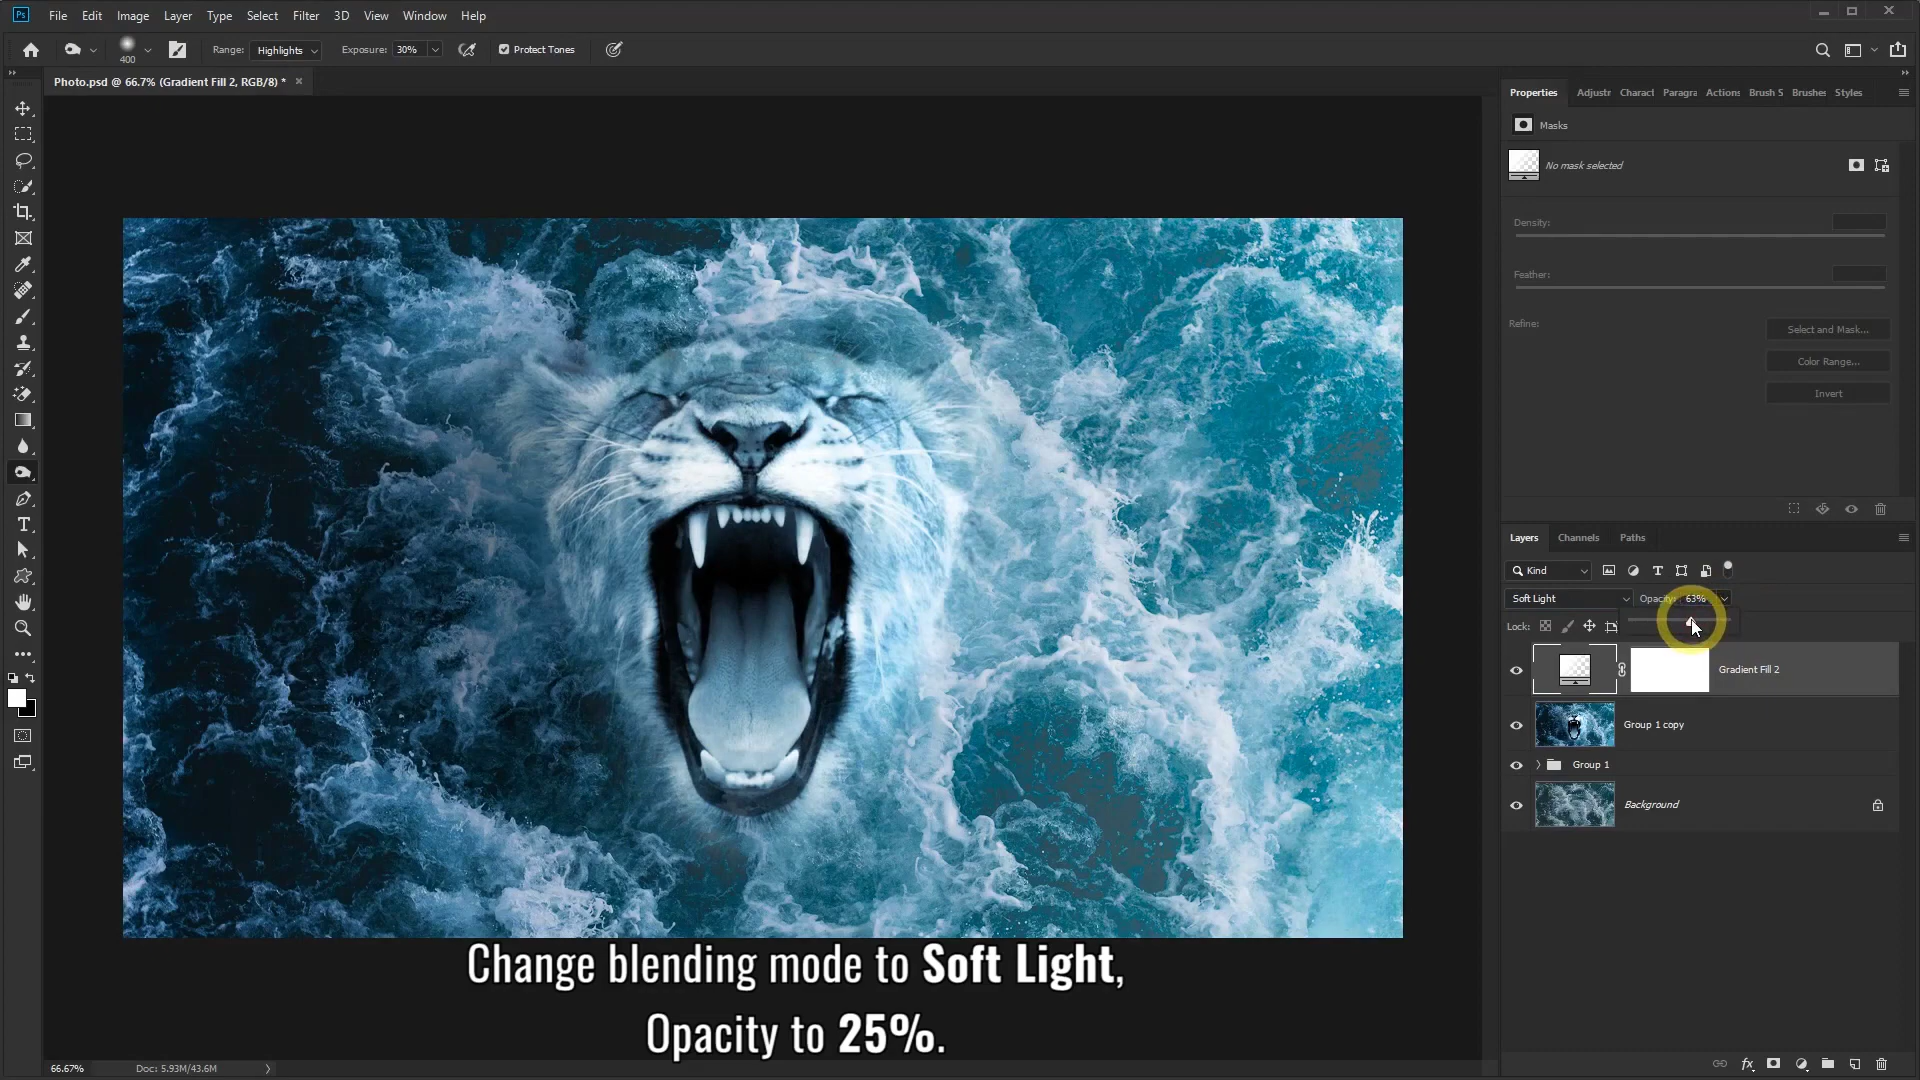 Ps File Edit Image Layer Type Select Filter 3D View Window Help
400 Range: Highlights Exposure: 30% Protect Tones
Photo.psd @ 66.7% (Gradient Fill 2, RGB/8) *
Properties Adjustr Charact Paragra Actions Brush S Brushes Styles
Masks
No mask selected
Density:
Feather:
Refine:
Select and Mask...
Color Range...
Invert
Layers Channels Paths
Kind
Soft Light Opacity: 63%
Lock:
Gradient Fill 2
Group 1 copy
Group 1
Background
Change blending mode to Soft Light,
Opacity to 25%.
66.67% Doc: 5.93M/43.6M
fx